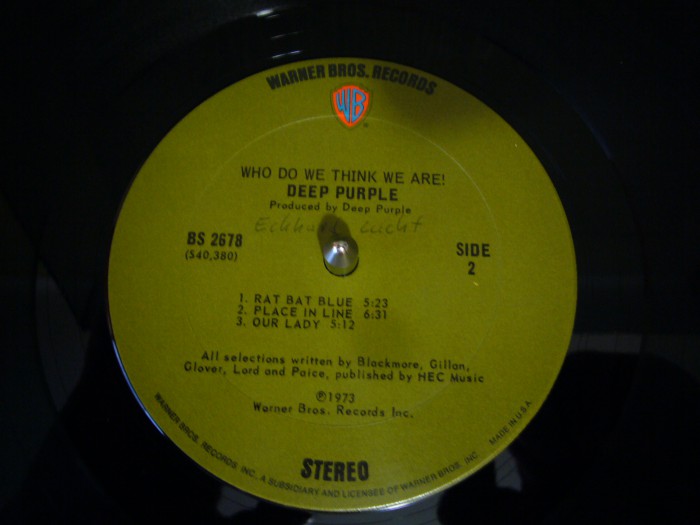 WARNER BROS. RECORDS
WB
WHO DO WE THINK WE ARE!
DEEP PURPLE
Produced by Deep Purple
BS 2678
(S40,380)
SIDE
2
1. RAT BAT BLUE 5:23
2. PLACE IN LINE 6:31
3. OUR LADY 5:12
All selections written by Blackmore, Gillan,
Glover, Lord and Paice, published by HEC Music
℗1973
Warner Bros. Records Inc.
STEREO
WARNER BROS. RECORDS, INC., A SUBSIDIARY AND LICENSEE OF WARNER BROS. INC. MADE IN U.S.A.